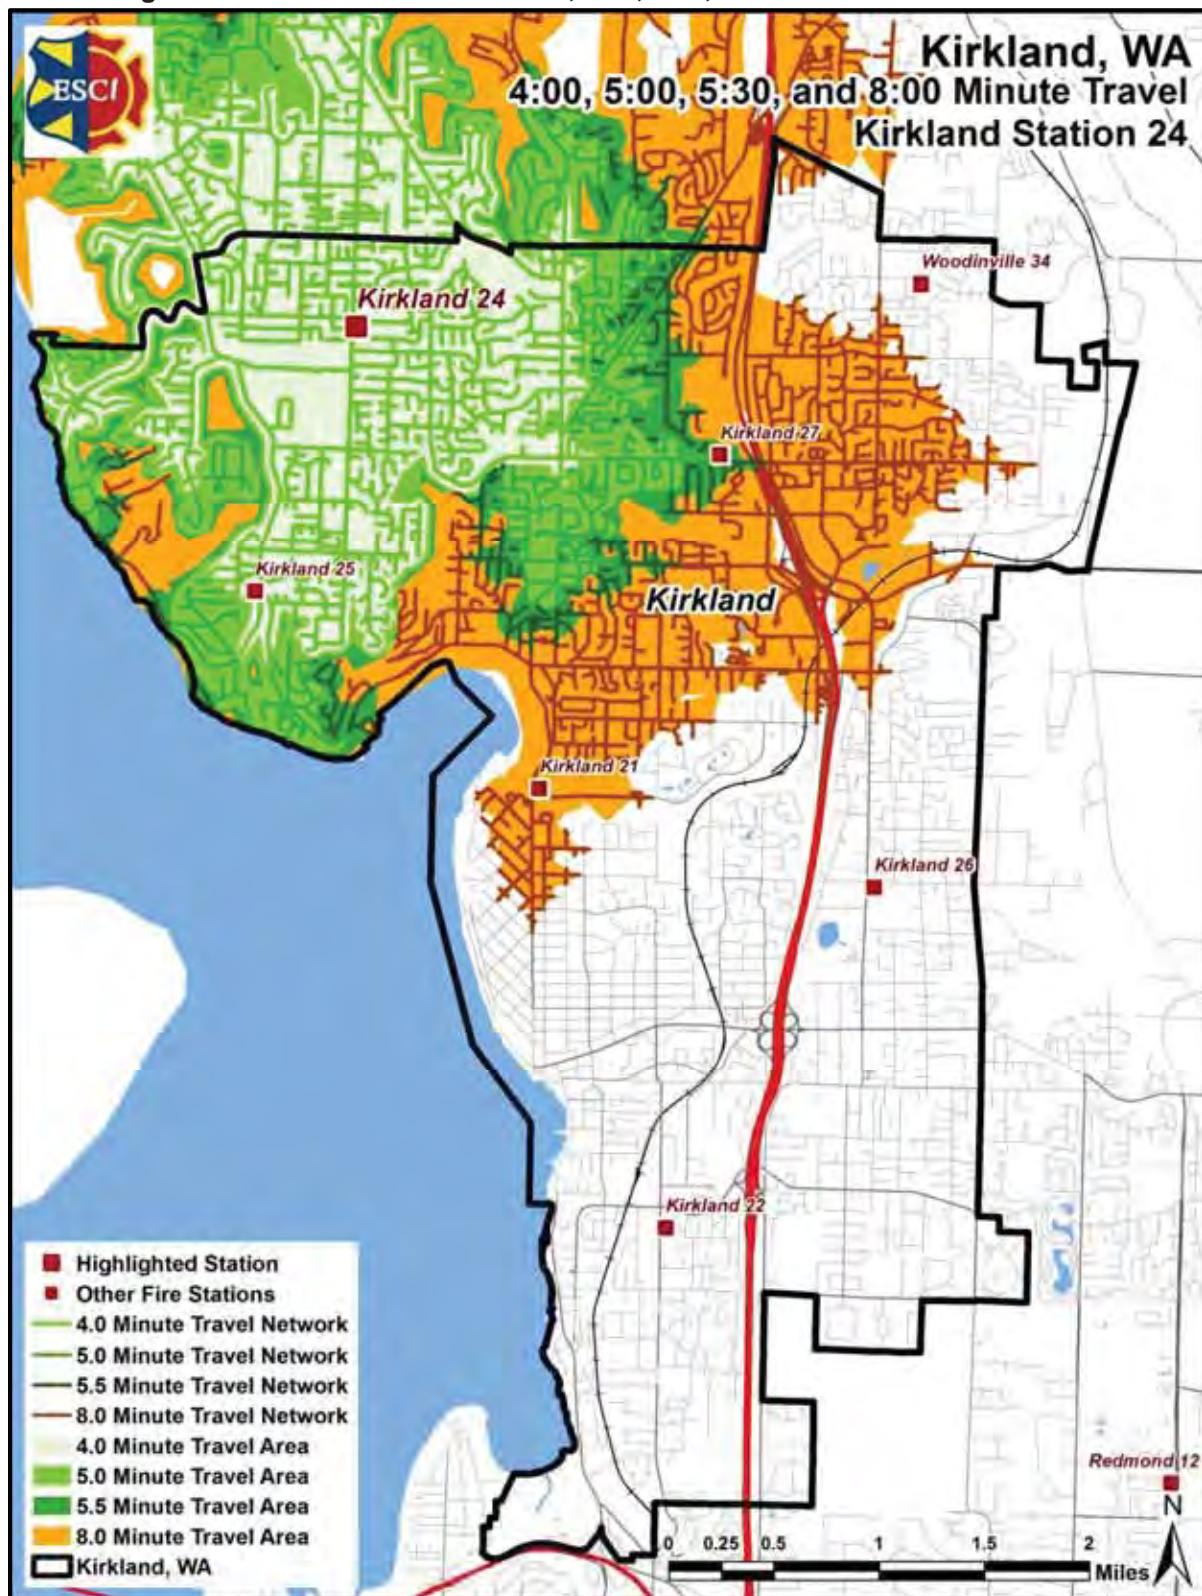 ESCI
Kirkland, WA
4:00, 5:00, 5:30, and 8:00 Minute Travel
Kirkland Station 24
Woodinville 34
Kirkland 24
Kirkland 27
Kirkland 25
Kirkland
Kirkland 21
Kirkland 26
Kirkland 22
Highlighted Station
Other Fire Stations
4.0 Minute Travel Network
5.0 Minute Travel Network
5.5 Minute Travel Network
8.0 Minute Travel Network
4.0 Minute Travel Area
5.0 Minute Travel Area
5.5 Minute Travel Area
8.0 Minute Travel Area
Kirkland, WA
Redmond 12
N
0 0.25 0.5 1 1.5 2
Miles